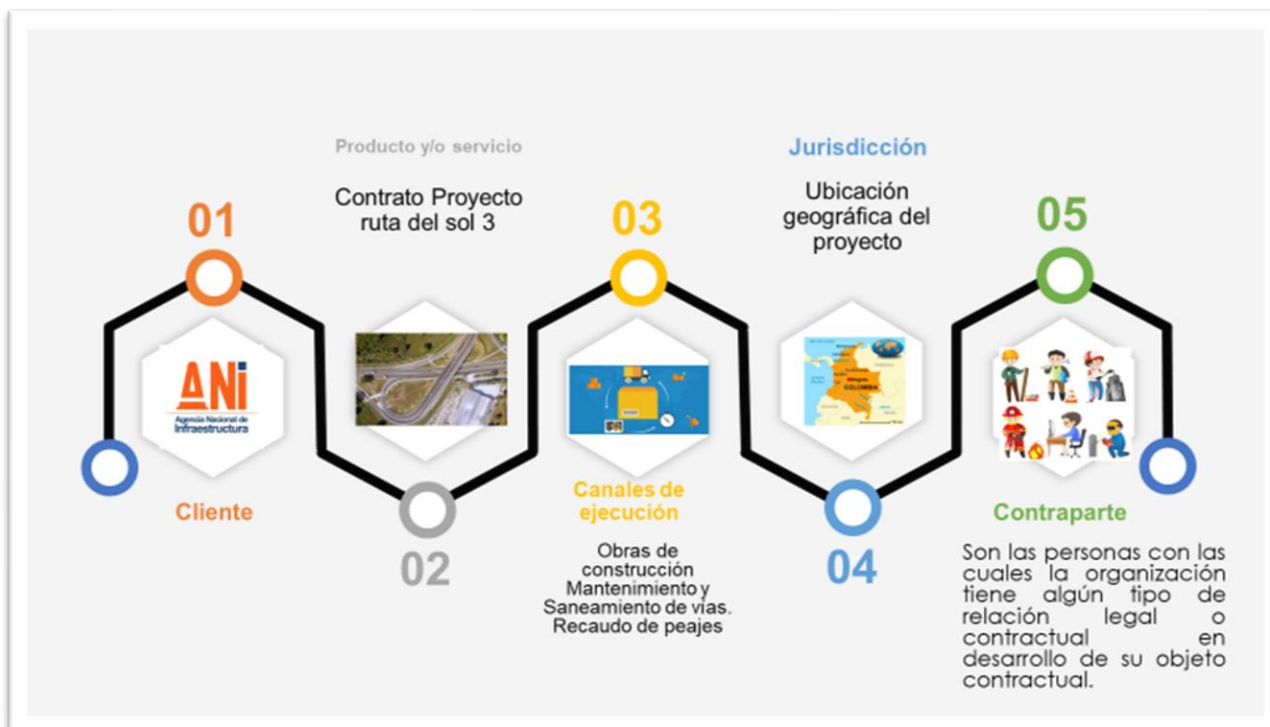 01
ANi
Agencia Nacional de
Infraestructura
Cliente
Producto y/o servicio
Contrato Proyecto
ruta del sol 3
02
03
Canales de
ejecución
Obras de
construcción
Mantenimiento y
Saneamiento de vías.
Recaudo de peajes
Jurisdicción
Ubicación
geográfica del
proyecto
COLOMBIA
04
05
Contraparte
Son las personas con las
cuales la organización
tiene algún tipo de
relación legal o
contractual en
desarrollo de su objeto
contractual.